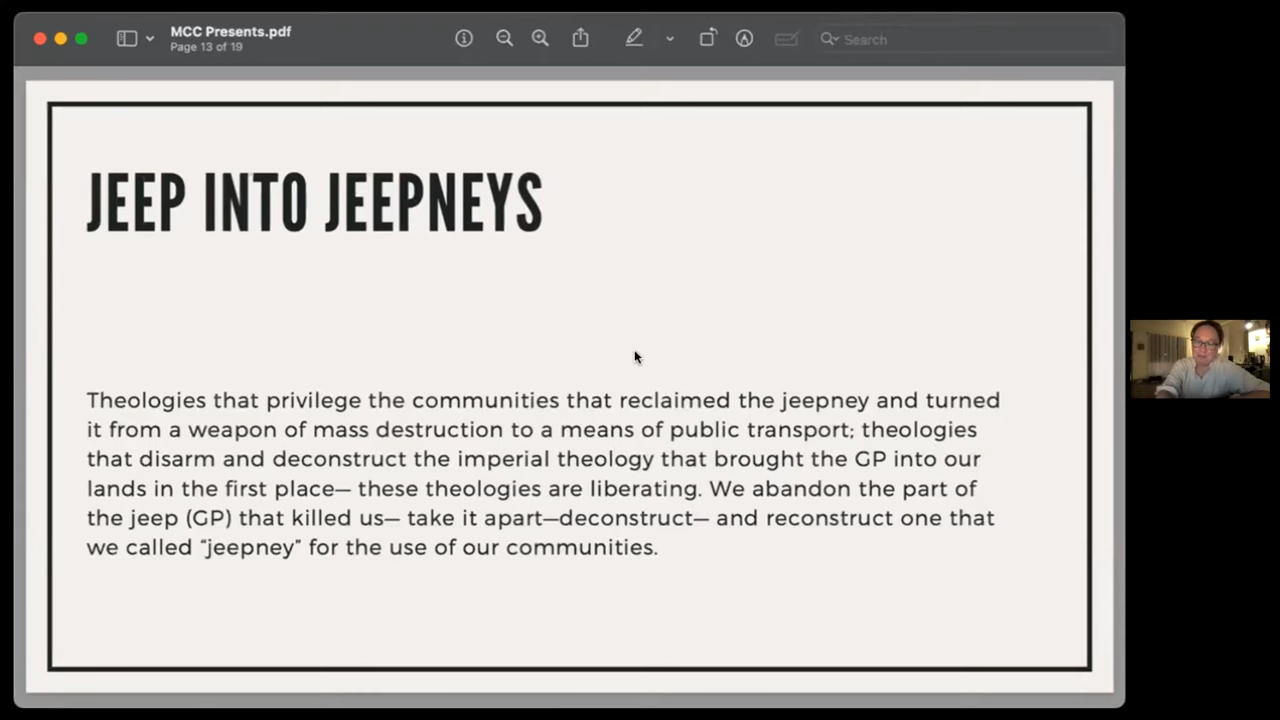 MCC Presents.pdf
Page 13 of 19
Search
JEEP INTO JEEPNEYS
Theologies that privilege the communities that reclaimed the jeepney and turned
it from a weapon of mass destruction to a means of public transport; theologies
that disarm and deconstruct the imperial theology that brought the GP into our
lands in the first place— these theologies are liberating. We abandon the part of
the jeep (GP) that killed us— take it apart—deconstruct— and reconstruct one that
we called “jeepney” for the use of our communities.